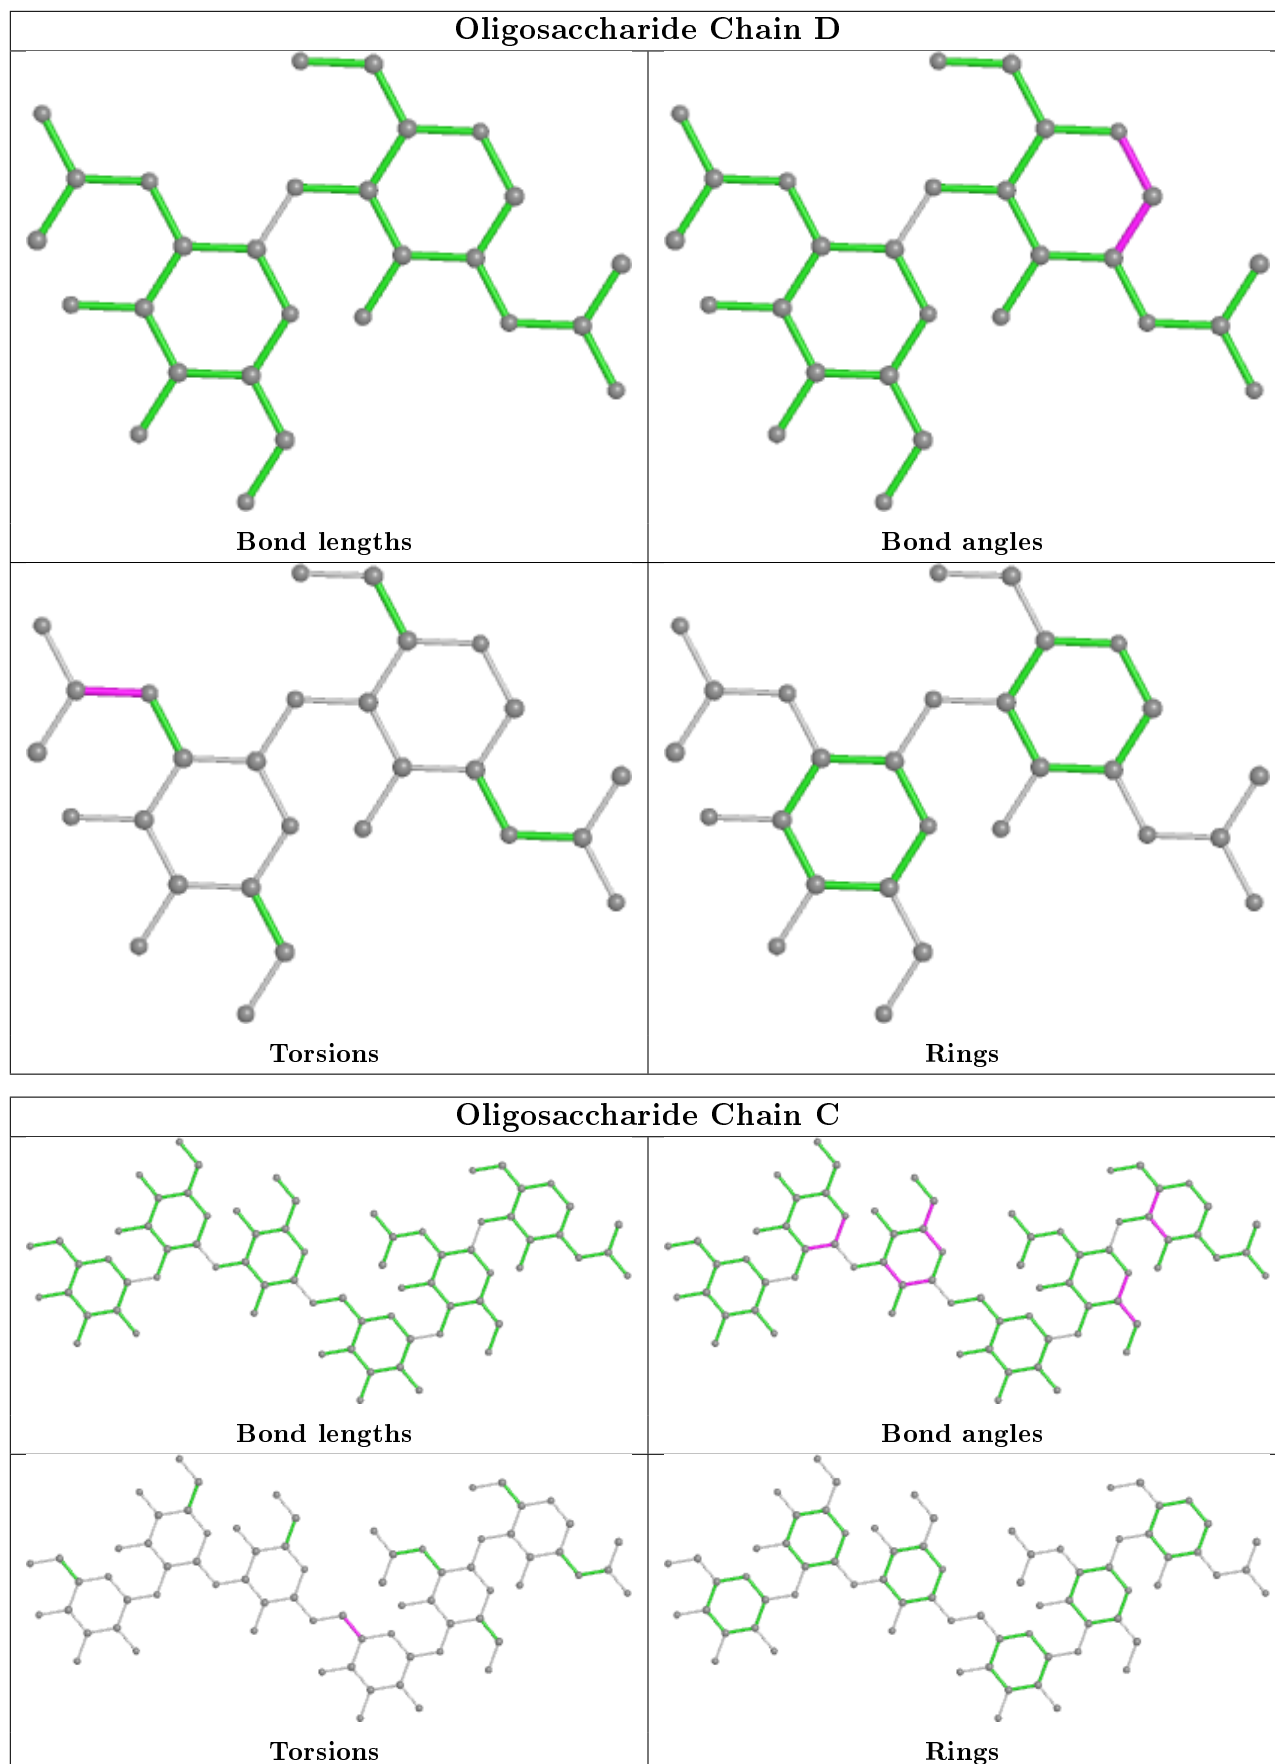 Oligosaccharide Chain D
Bond lengths
Bond angles
Torsions
Rings
Oligosaccharide Chain C
Bond lengths
Bond angles
Torsions
Rings